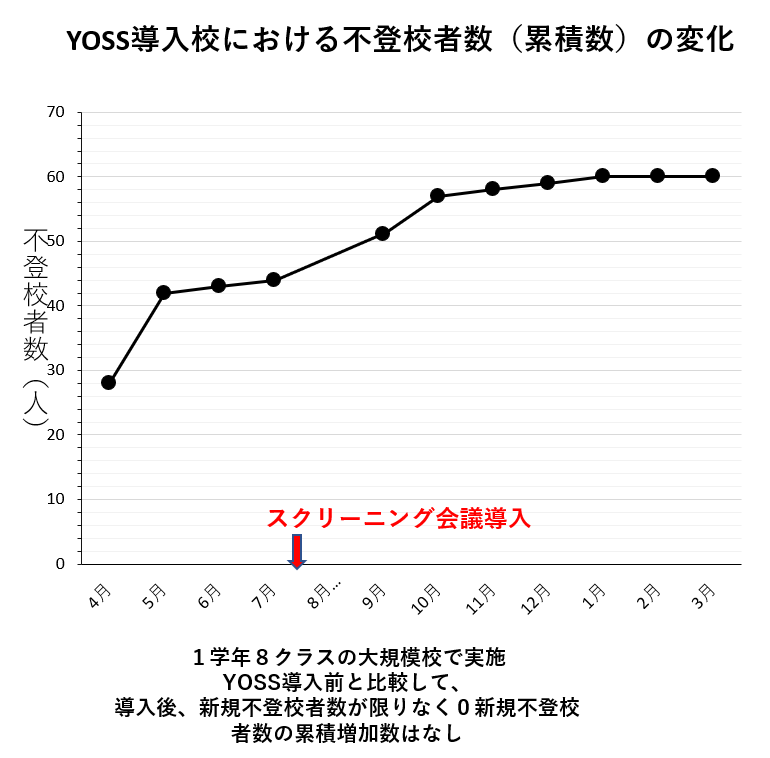 YOSS導入校における不登校者数（累積数）の変化
70
60
50
40
30
20
10
0
不登校者数（人）
スクリーニング会議導入
4月
5月
6月
7月
8月…
9月
10月
11月
12月
1月
2月
3月
１学年８クラスの大規模校で実施
YOSS導入前と比較して、
導入後、新規不登校者数が限りなく０新規不登校
者数の累積増加数はなし